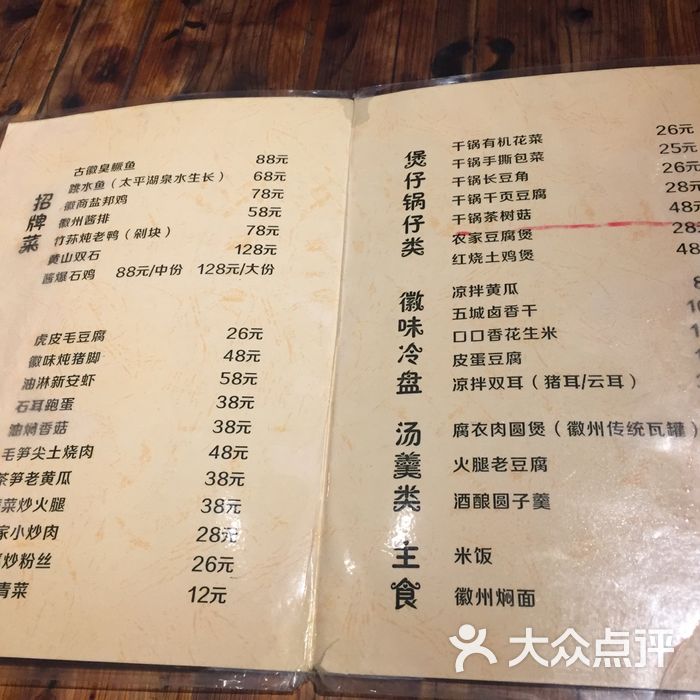 招牌菜
古徽臭鳜鱼 88元
跳水鱼（太平湖泉水生长） 68元
徽商盐邦鸡 78元
徽州酱排 58元
竹荪炖老鸭（剁块） 78元
黄山双石 128元
酱爆石鸡 88元/中份 128元/大份
虎皮毛豆腐 26元
徽味炖猪脚 48元
油淋新安虾 58元
石耳跑蛋 38元
油焖香菇 38元
毛笋尖土烧肉 48元
茶笋老黄瓜 38元
菜炒火腿 38元
家小炒肉 28元
炒粉丝 26元
青菜 12元
煲仔锅仔类
干锅有机花菜 26元
干锅手撕包菜 25元
干锅长豆角 26元
干锅千页豆腐 28元
干锅茶树菇 48元
农家豆腐煲 28元
红烧土鸡煲 48
徽味冷盘
凉拌黄瓜
五城卤香干
口口香花生米
皮蛋豆腐
凉拌双耳（猪耳/云耳）
汤羹类
腐衣肉圆煲（徽州传统瓦罐）
火腿老豆腐
酒酿圆子羹
主食
米饭
徽州焖面
大众点评